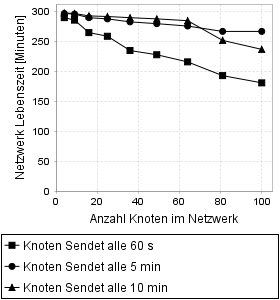 Netzwerk Lebenszeit [Minuten]
300
250
200
150
100
50
0
0 20 40 60 80 100
Anzahl Knoten im Netzwerk
Knoten Sendet alle 60 s
Knoten Sendet alle 5 min
Knoten Sendet alle 10 min